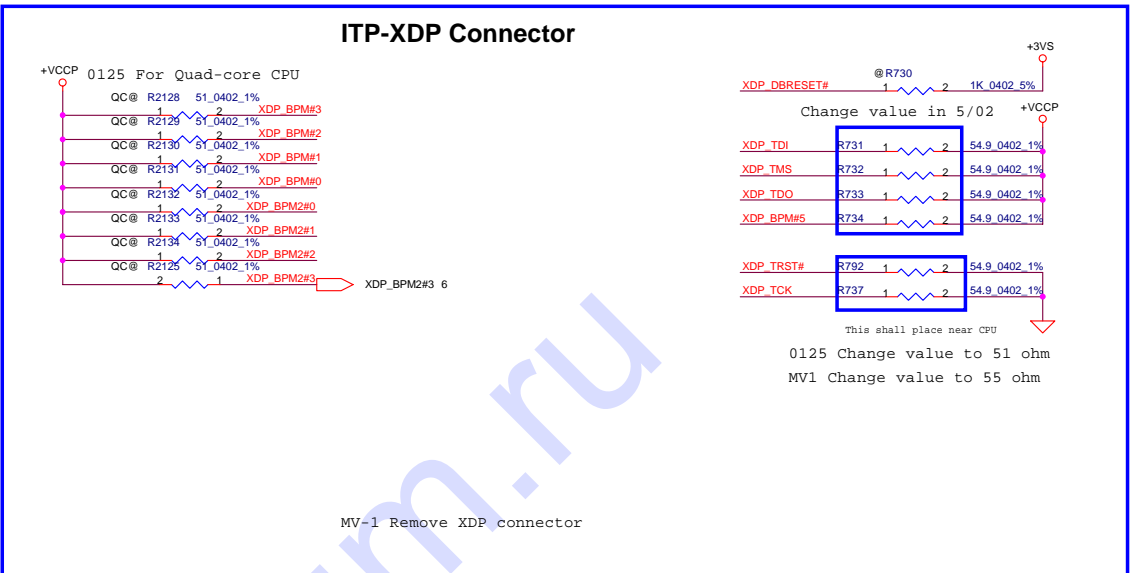 ITP-XDP Connector
+VCCP
0125 For Quad-core CPU
QC@ R2128 51_0402_1%
1 2 XDP_BPM#3
QC@ R2129 51_0402_1%
1 2 XDP_BPM#2
QC@ R2130 51_0402_1%
1 2 XDP_BPM#1
QC@ R2131 51_0402_1%
1 2 XDP_BPM#0
QC@ R2132 51_0402_1%
1 2 XDP_BPM2#0
QC@ R2133 51_0402_1%
1 2 XDP_BPM2#1
QC@ R2134 51_0402_1%
1 2 XDP_BPM2#2
QC@ R2125 51_0402_1%
2 1 XDP_BPM2#3
XDP_BPM2#3 6
+3VS
@ R730
XDP_DBRESET# 1 2 1K_0402_5%
Change value in 5/02
+VCCP
XDP_TDI R731 1 2 54.9_0402_1%
XDP_TMS R732 1 2 54.9_0402_1%
XDP_TDO R733 1 2 54.9_0402_1%
XDP_BPM#5 R734 1 2 54.9_0402_1%
XDP_TRST# R792 1 2 54.9_0402_1%
XDP_TCK R737 1 2 54.9_0402_1%
This shall place near CPU
0125 Change value to 51 ohm
MV1 Change value to 55 ohm
MV-1 Remove XDP connector
m.ru